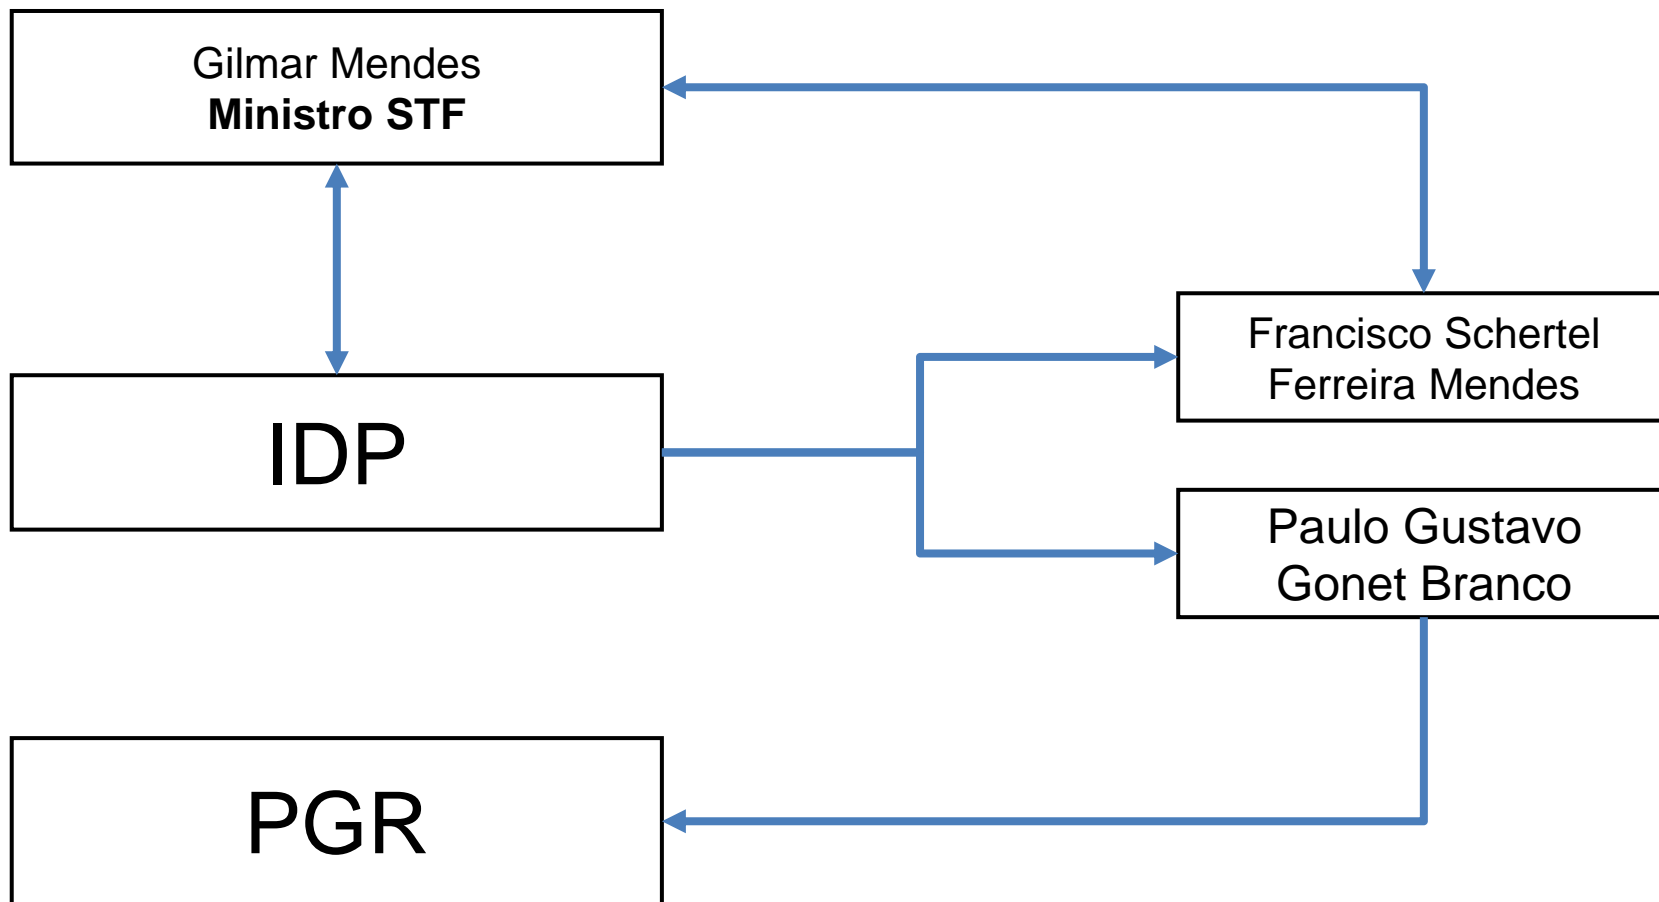 Gilmar Mendes
Ministro STF
Francisco Schertel
Ferreira Mendes
IDP
Paulo Gustavo
Gonet Branco
PGR